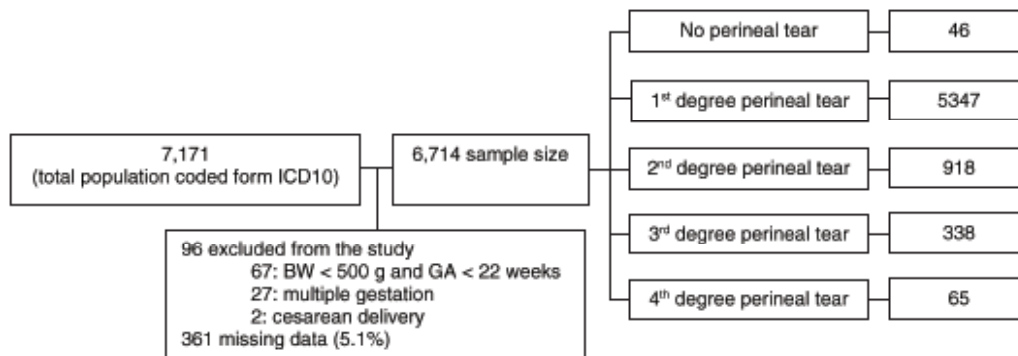 7,171
(total population coded form ICD10)
96 excluded from the study
67: BW < 500 g and GA < 22 weeks
27: multiple gestation
2: cesarean delivery
361 missing data (5.1%)
6,714 sample size
No perineal tear 46
1st degree perineal tear 5347
2nd degree perineal tear 918
3rd degree perineal tear 338
4th degree perineal tear 65